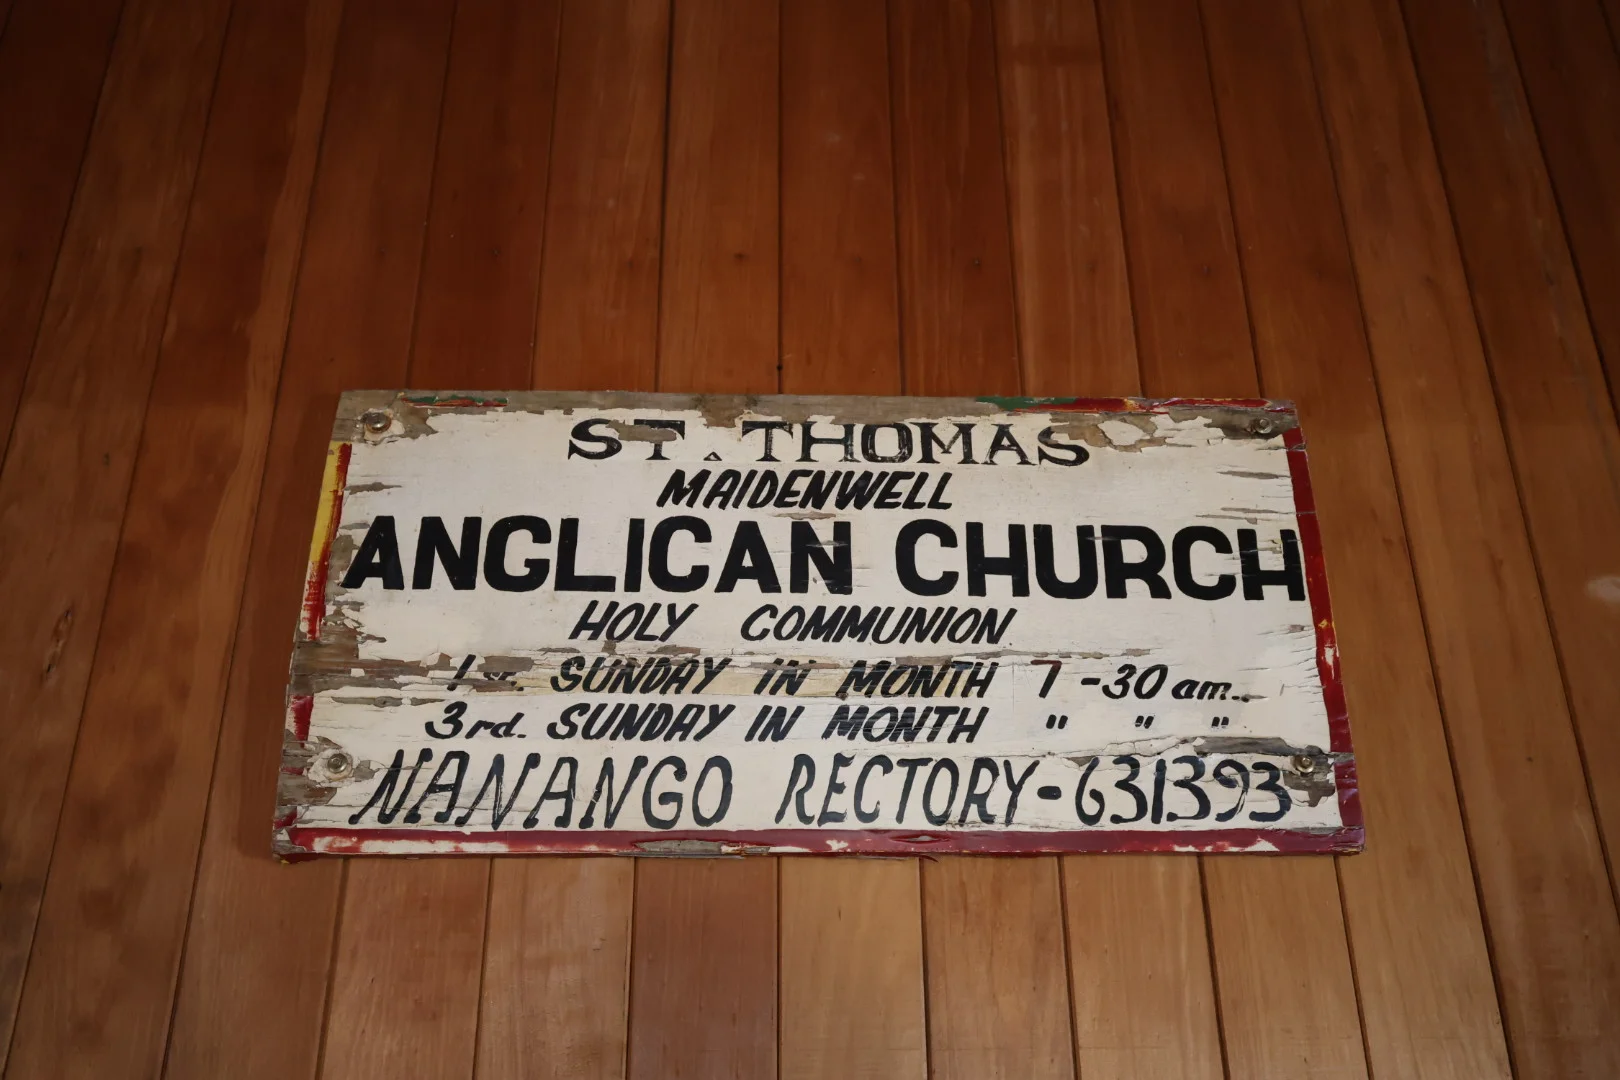 ST. THOMAS
MAIDENWELL
ANGLICAN CHURCH
HOLY COMMUNION
1st. SUNDAY IN MONTH 7-30 am.
3rd. SUNDAY IN MONTH " " "
NANANGO RECTORY-631393